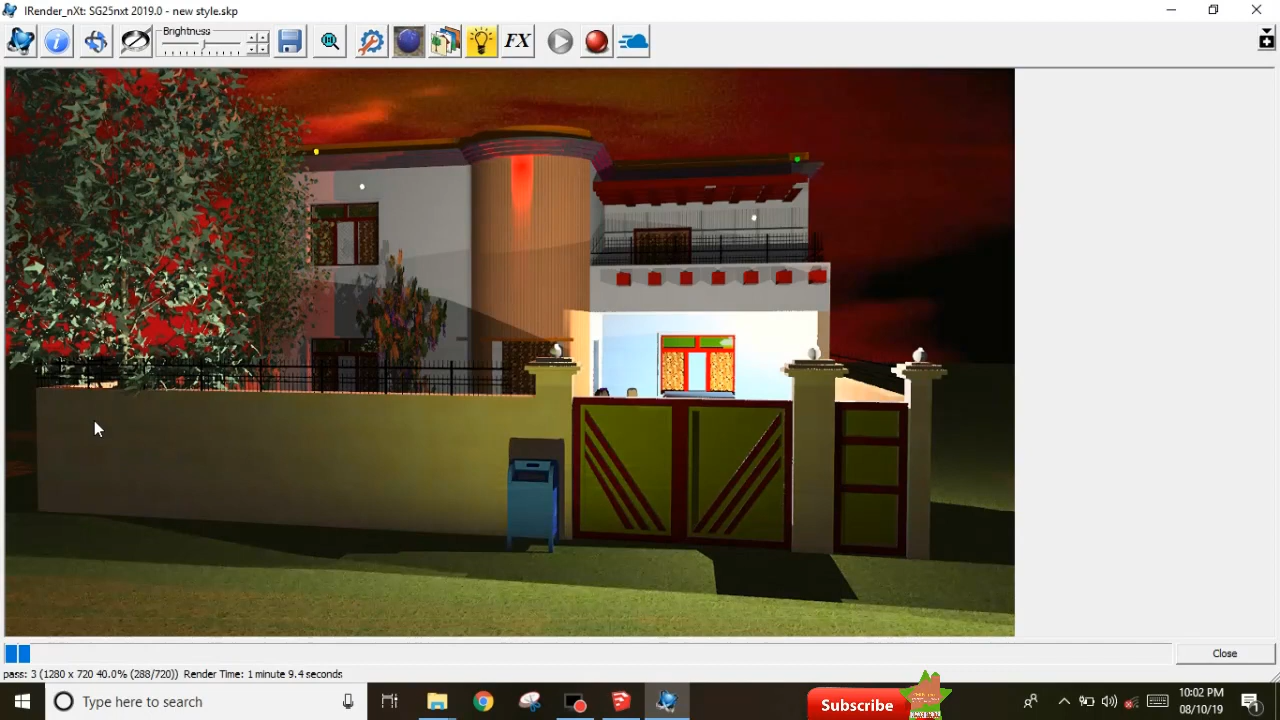 IRender_nXt: SG25nxt 2019.0 - new style.skp
Brightness
FX
Close
pass: 3 (1280 x 720 40.0% (288/720)) Render Time: 1 minute 9.4 seconds
Type here to search
Subscribe
10:02 PM
08/10/19
1